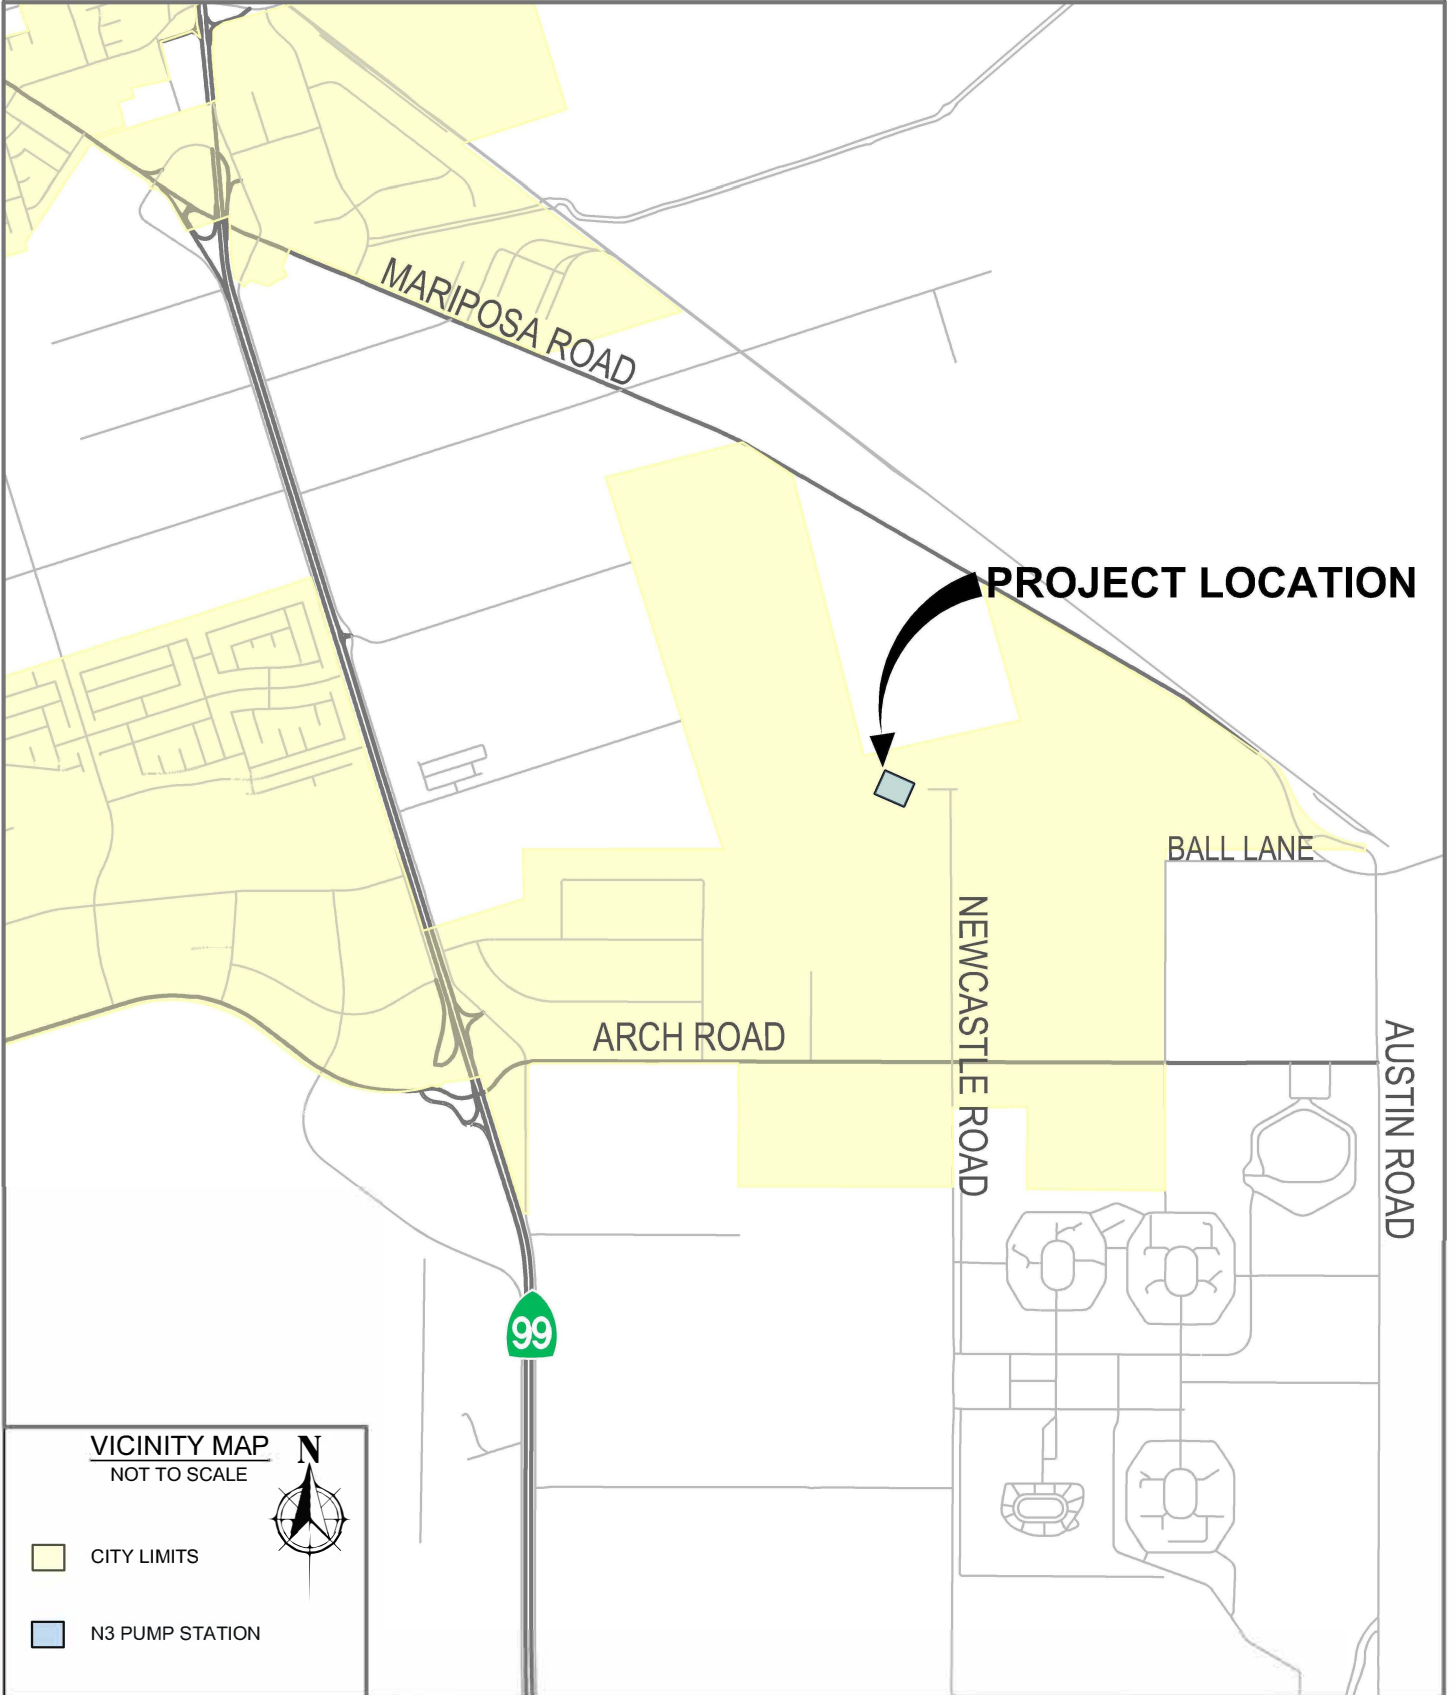 MARIPOSA ROAD
PROJECT LOCATION
BALL LANE
NEWCASTLE ROAD
ARCH ROAD
AUSTIN ROAD
99
VICINITY MAP
N
NOT TO SCALE
CITY LIMITS
N3 PUMP STATION